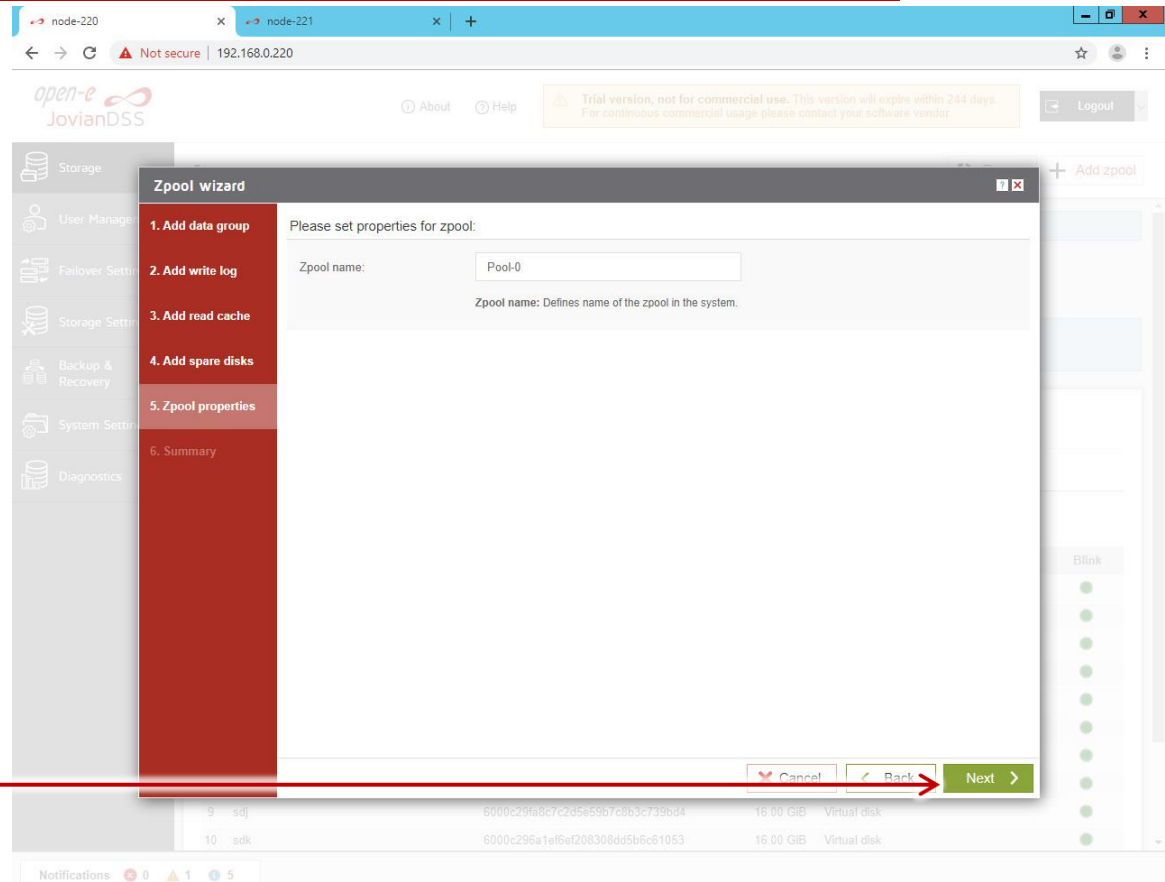 node-220
node-221
Not secure | 192.168.0.220
open-e
JovianDSS
About
Help
Trial version, not for commercial use. This version will expire within 244 days.
For continuous commercial usage please contact your software vendor
Logout
Storage
Add zpool
Zpool wizard
User Manage
1. Add data group
Please set properties for zpool:
Failover Settin
2. Add write log
Zpool name:
Pool-0
Zpool name: Defines name of the zpool in the system.
Storage Settin
3. Add read cache
Backup &
Recovery
4. Add spare disks
5. Zpool properties
System Settin
6. Summary
Diagnostics
Blink
Cancel
Back
Next
9 sdj 6000c29fa8c7c2d5e59b7c8b3c739bd4 16.00 GiB Virtual disk
10 sdk 6000c296a1ef6ef208308dd5b6c61053 16.00 GiB Virtual disk
Notifications 0 1 5